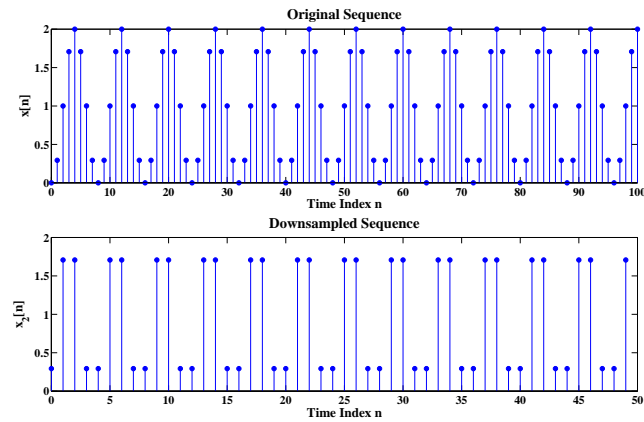 Original Sequence
2
1.5
1
0.5
0
x[n]
0 10 20 30 40 50 60 70 80 90 100
Time Index n
Downsampled Sequence
2
1.5
1
0.5
0
x2[n]
0 5 10 15 20 25 30 35 40 45 50
Time Index n